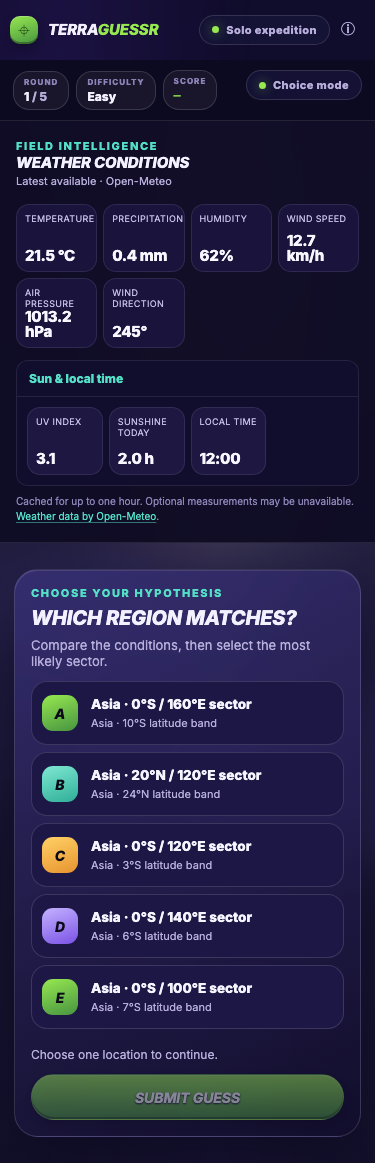 TERRAGUESSR
Solo expedition
ROUND
1 / 5
DIFFICULTY
Easy
SCORE
–
Choice mode
FIELD INTELLIGENCE
WEATHER CONDITIONS
Latest available · Open-Meteo
TEMPERATURE
21.5 °C
PRECIPITATION
0.4 mm
HUMIDITY
62%
WIND SPEED
12.7
km/h
AIR
PRESSURE
1013.2
hPa
WIND
DIRECTION
245°
Sun & local time
UV INDEX
3.1
SUNSHINE
TODAY
2.0 h
LOCAL TIME
12:00
Cached for up to one hour. Optional measurements may be unavailable.
Weather data by Open-Meteo.
CHOOSE YOUR HYPOTHESIS
WHICH REGION MATCHES?
Compare the conditions, then select the most
likely sector.
A
Asia · 0°S / 160°E sector
Asia · 10°S latitude band
B
Asia · 20°N / 120°E sector
Asia · 24°N latitude band
C
Asia · 0°S / 120°E sector
Asia · 3°S latitude band
D
Asia · 0°S / 140°E sector
Asia · 6°S latitude band
E
Asia · 0°S / 100°E sector
Asia · 7°S latitude band
Choose one location to continue.
SUBMIT GUESS